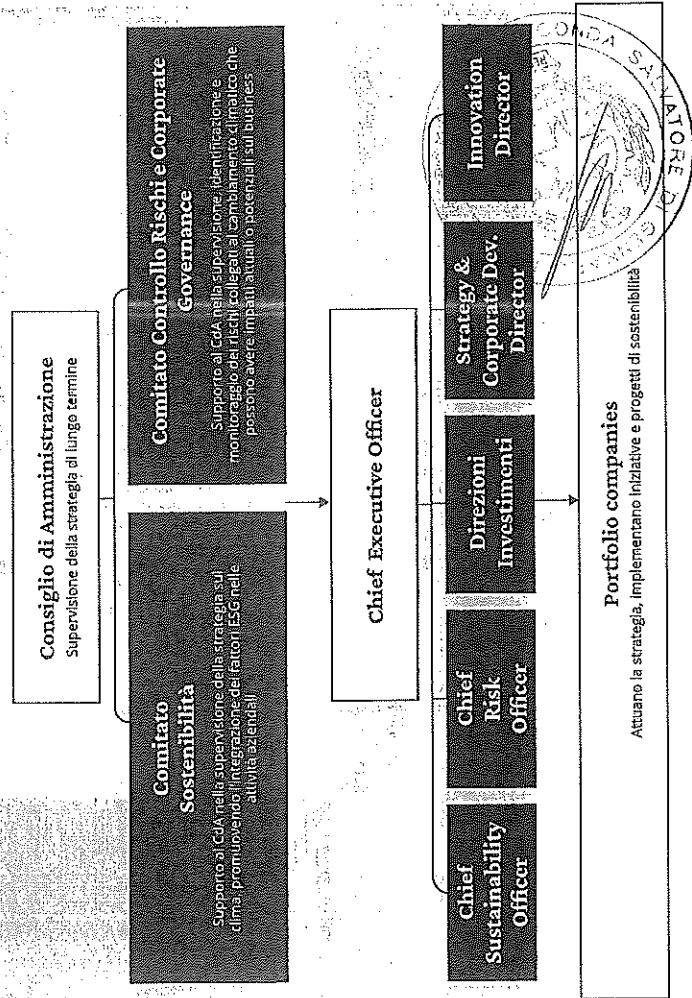 Consiglio di Amministrazione
Supervisione della strategia di lungo termine
Comitato
Sostenibilità
Supporto al CdA nella supervisione della strategia sul
clima, promuovendo l'integrazione dei fattori ESG nelle
attività aziendali
Comitato Controllo Rischi e Corporate
Governance
Supporto al CdA nella supervisione, identificazione e
monitoraggio dei rischi collegati al cambiamento climatico che
possono avere impatti attuali o potenziali sul business
Chief Executive Officer
Chief
Sustainability
Officer
Chief
Risk
Officer
Direzioni
Investimenti
Strategy &
Corporate Dev.
Director
Innovation
Director
Portfolio companies
Attuano la strategia, implementano iniziative e progetti di sostenibilità
SALVATORE DI